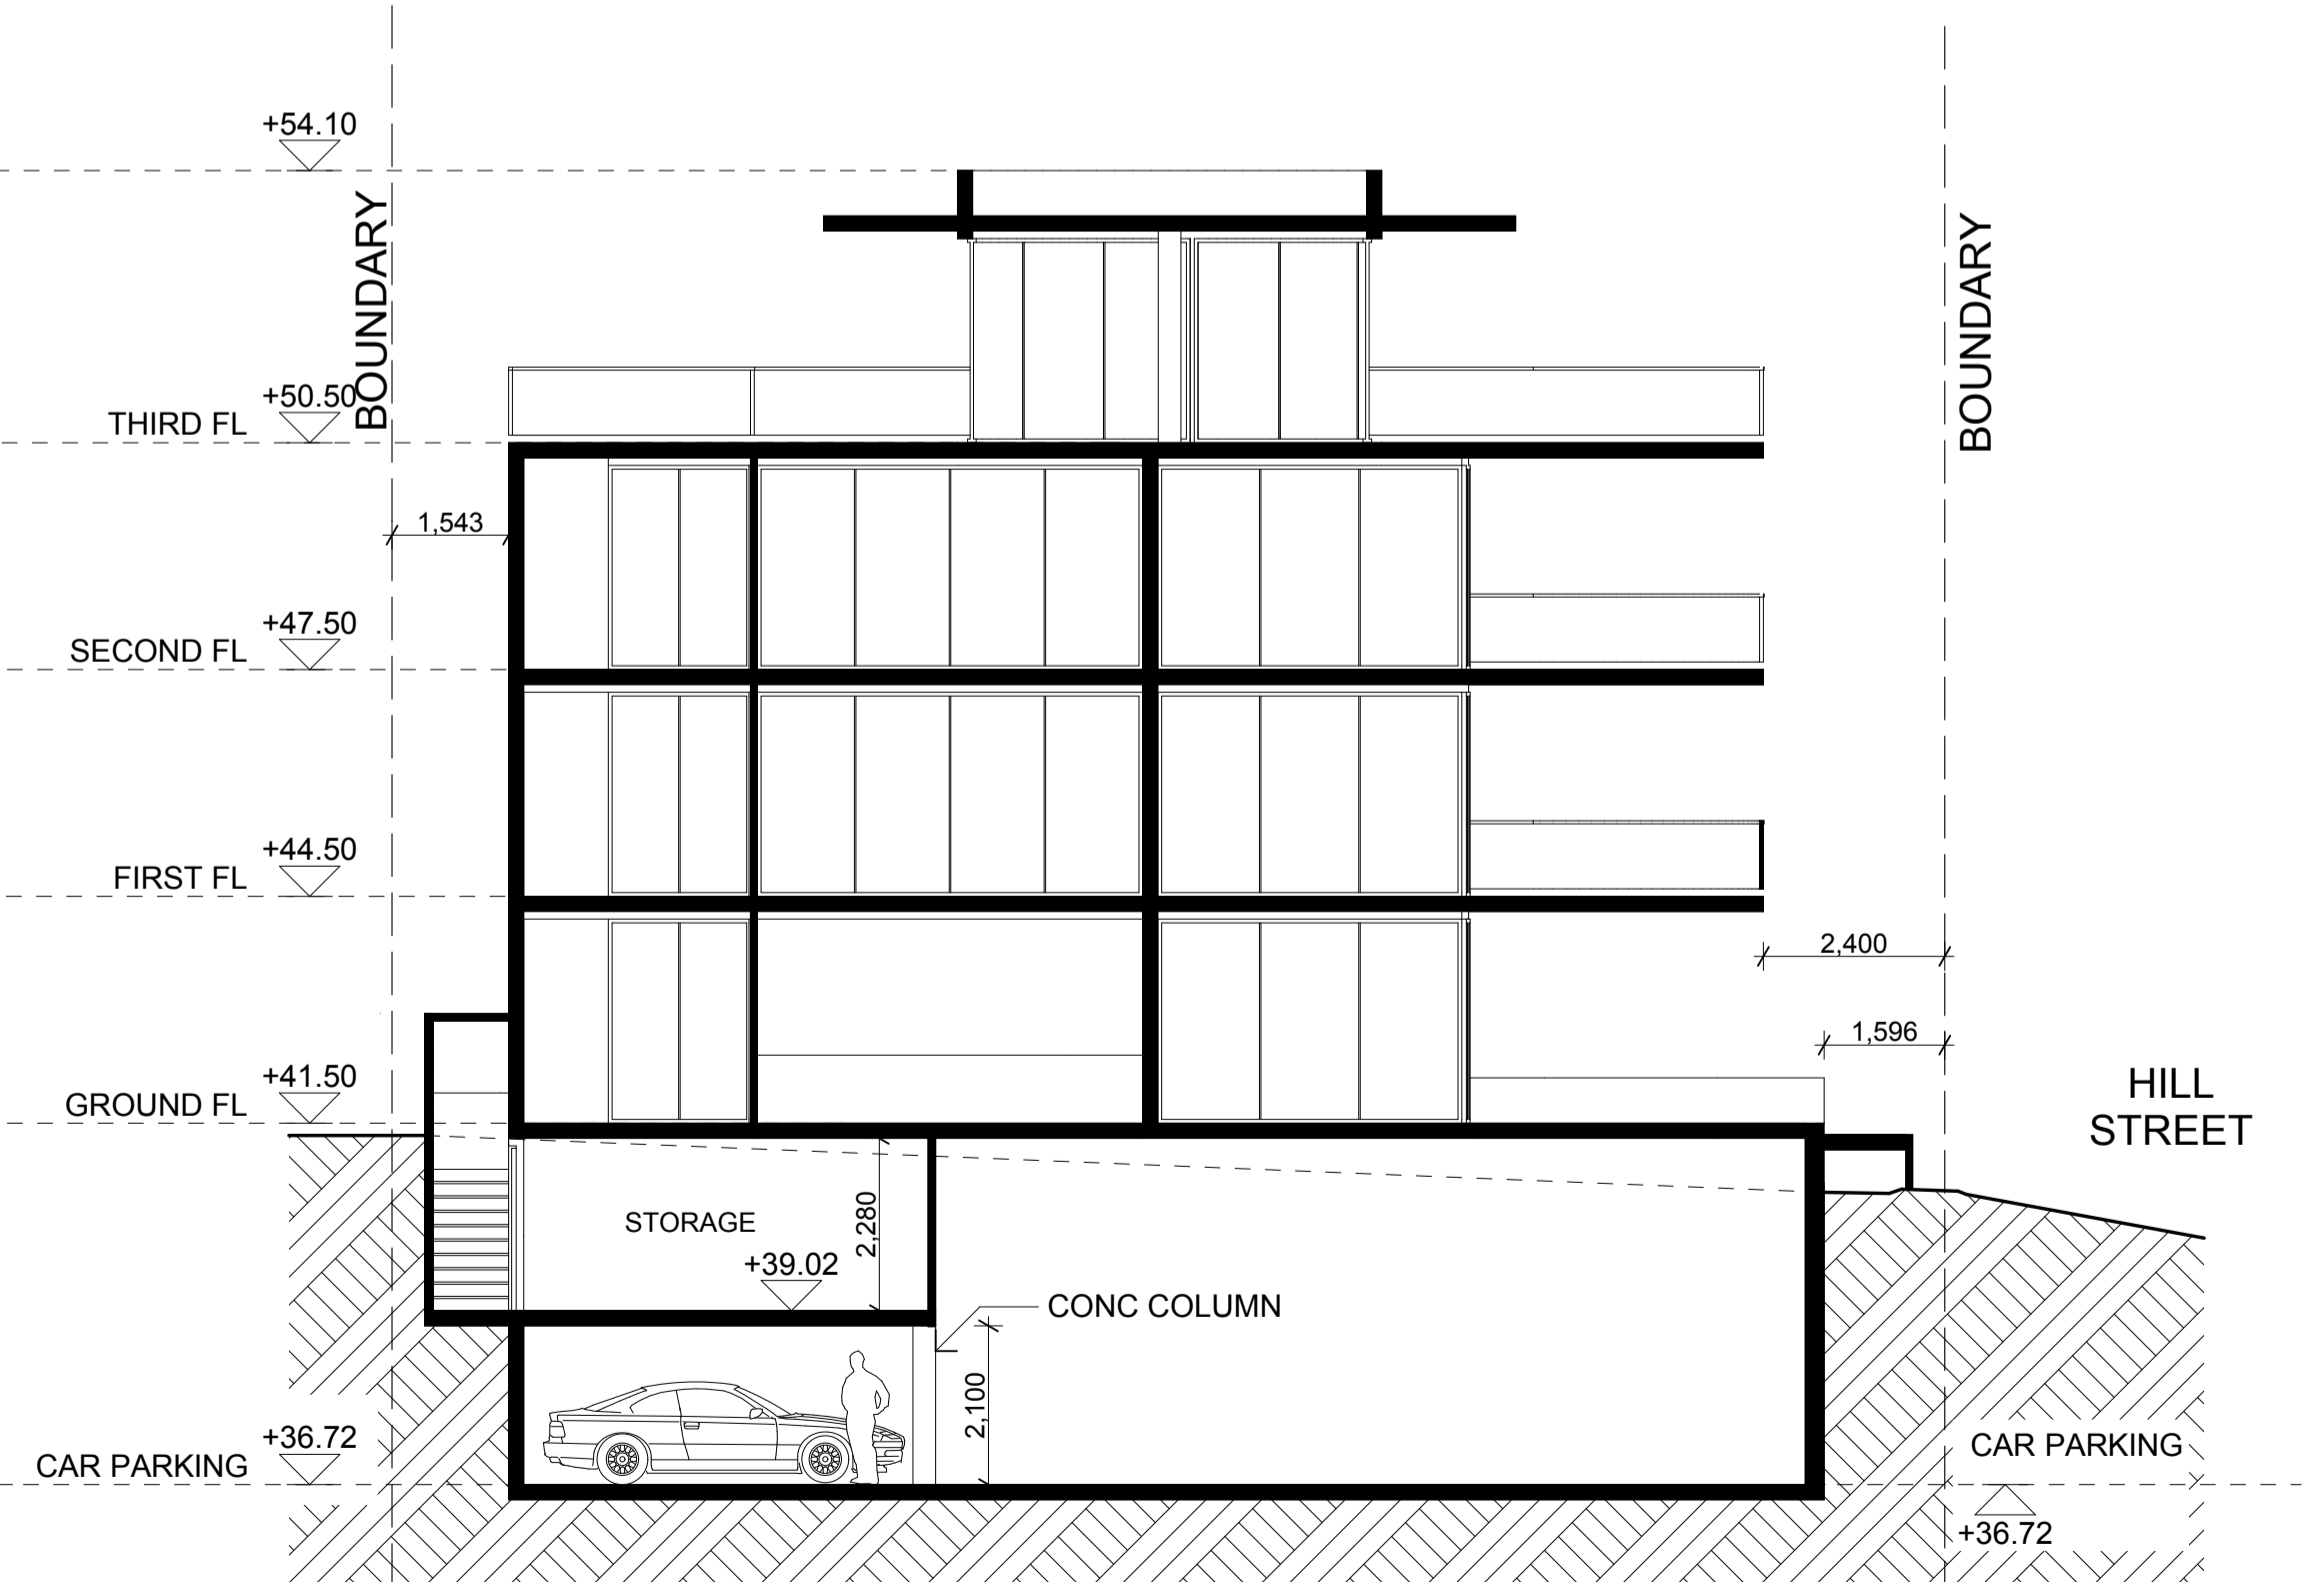 +54.10
BOUNDARY
BOUNDARY
+50.50
THIRD FL
1,543
+47.50
SECOND FL
+44.50
FIRST FL
2,400
1,596
+41.50
GROUND FL
HILL
STREET
2,280
STORAGE
+39.02
CONC COLUMN
2,100
+36.72
CAR PARKING
CAR PARKING
+36.72